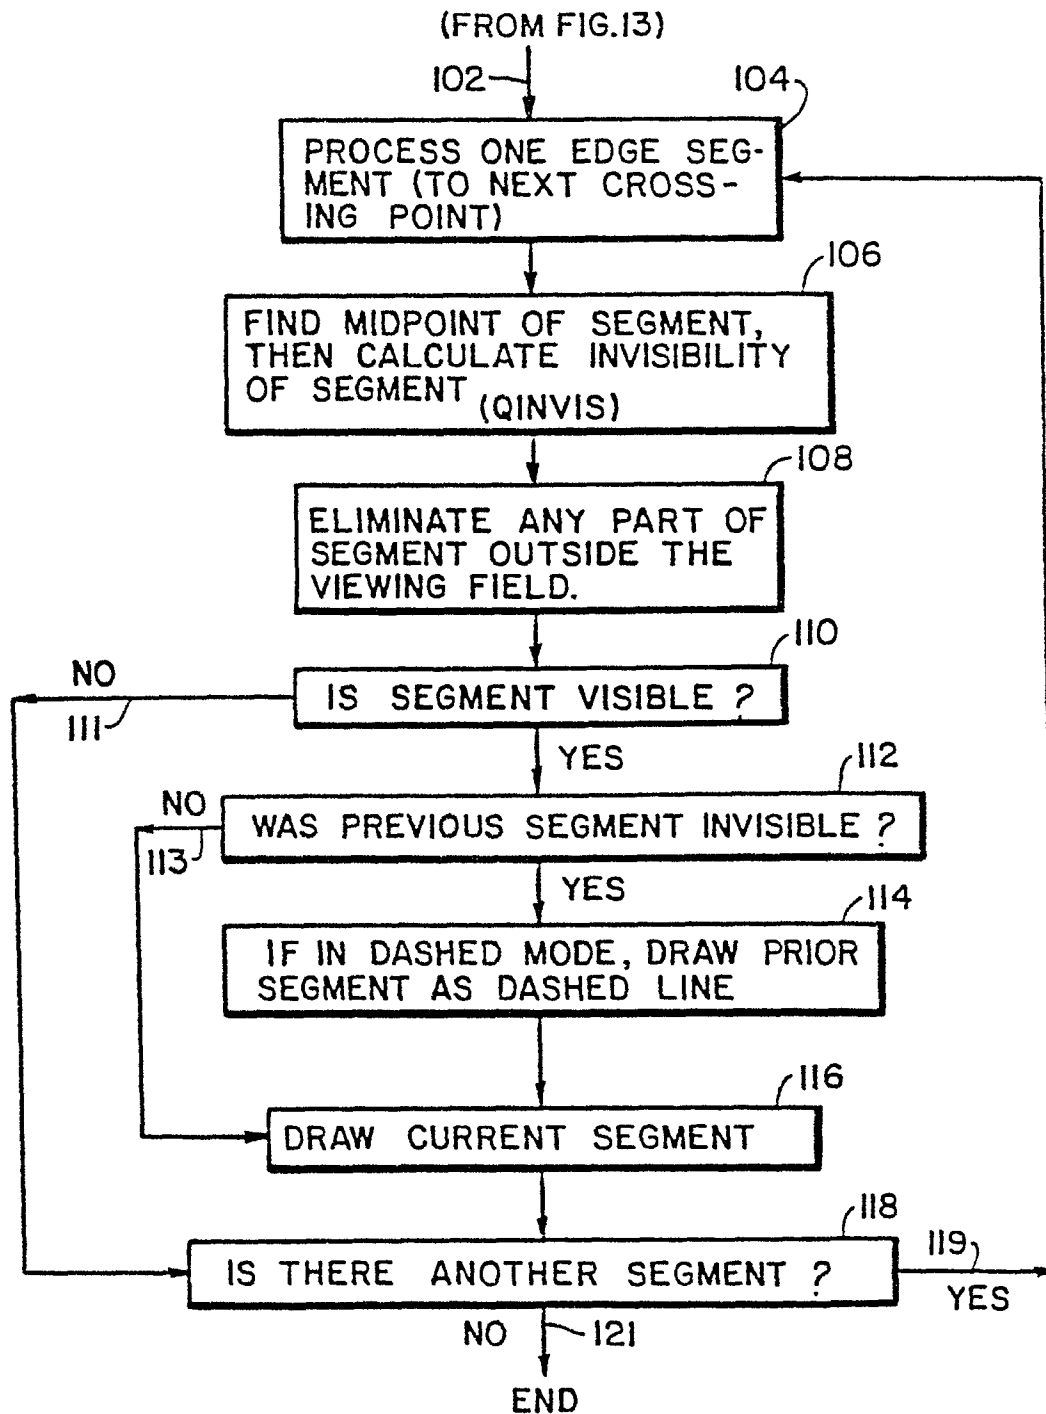 (FROM FIG.13)
102
104
PROCESS ONE EDGE SEG-
MENT (TO NEXT CROSS-
ING POINT)
106
FIND MIDPOINT OF SEGMENT,
THEN CALCULATE INVISIBILITY
OF SEGMENT
(QINVIS)
108
ELIMINATE ANY PART OF
SEGMENT OUTSIDE THE
VIEWING FIELD.
110
NO
IS SEGMENT VISIBLE ?
111
YES
112
NO
WAS PREVIOUS SEGMENT INVISIBLE ?
113
YES
114
IF IN DASHED MODE, DRAW PRIOR
SEGMENT AS DASHED LINE
116
DRAW CURRENT SEGMENT
118
119
IS THERE ANOTHER SEGMENT ?
YES
NO
121
END